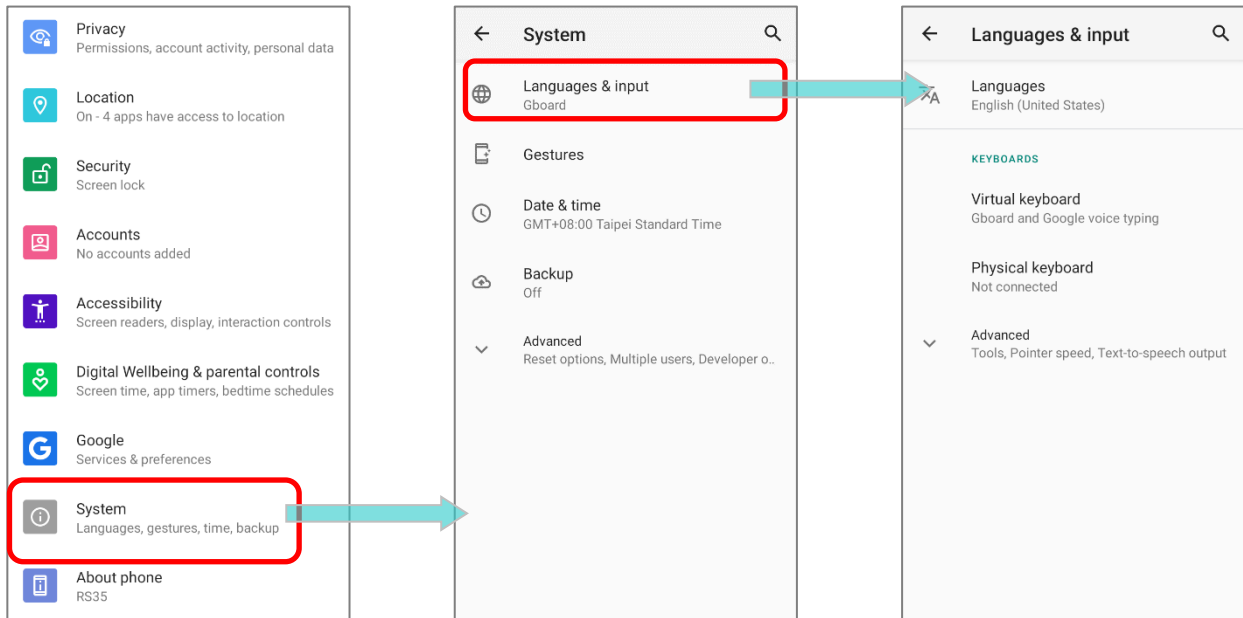 Privacy
Permissions, account activity, personal data
Location
On - 4 apps have access to location
Security
Screen lock
Accounts
No accounts added
Accessibility
Screen readers, display, interaction controls
Digital Wellbeing & parental controls
Screen time, app timers, bedtime schedules
Google
Services & preferences
System
Languages, gestures, time, backup
About phone
RS35
System
Languages & input
Gboard
Gestures
Date & time
GMT+08:00 Taipei Standard Time
Backup
Off
Advanced
Reset options, Multiple users, Developer o..
Languages & input
Languages
English (United States)
KEYBOARDS
Virtual keyboard
Gboard and Google voice typing
Physical keyboard
Not connected
Advanced
Tools, Pointer speed, Text-to-speech output